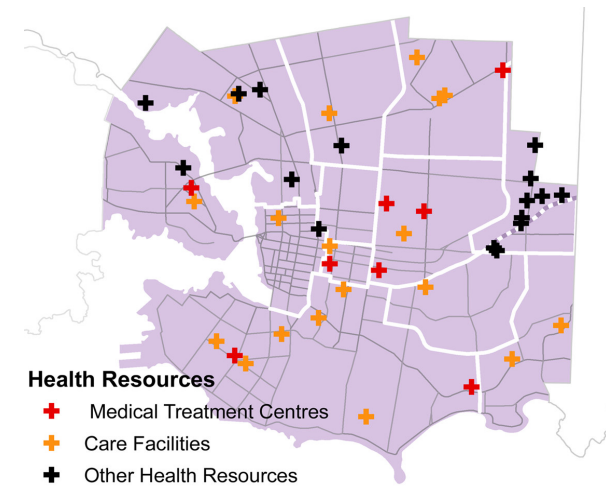 Health Resources
Medical Treatment Centres
Care Facilities
Other Health Resources